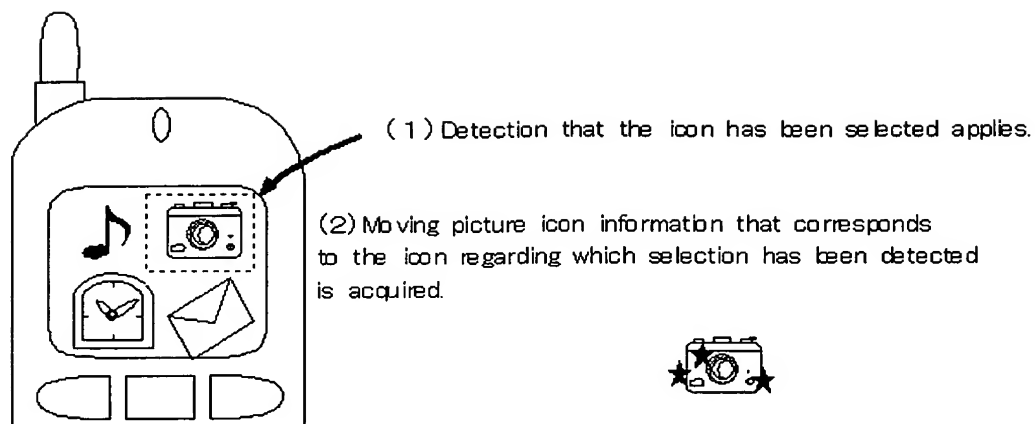 (1) Detection that the icon has been selected applies.
(2) Moving picture icon information that corresponds
to the icon regarding which selection has been detected
is acquired.